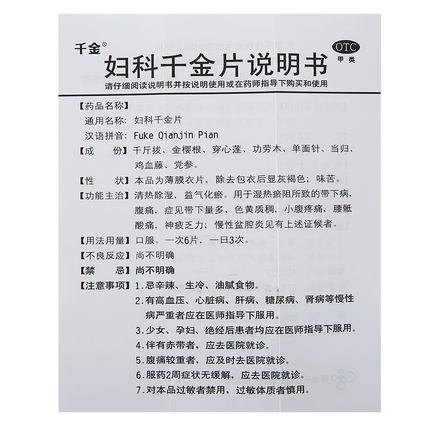 千金®
OTC
甲类
妇科千金片说明书
请仔细阅读说明书并按说明使用或在药师指导下购买和使用
【药品名称】
通用名称：妇科千金片
汉语拼音：Fuke Qianjin Pian
【成　份】千斤拔、金樱根、穿心莲、功劳木、单面针、当归、
鸡血藤、党参。
【性　状】本品为薄膜衣片，除去包衣后显灰褐色；味苦。
【功能主治】清热除湿，益气化瘀。用于湿热瘀阻所致的带下病，
腹痛，症见带下量多、色黄质稠，小腹疼痛，腰骶
酸痛，神疲乏力；慢性盆腔炎见有上述证候者。
【用法用量】口服。一次6片，一日3次。
【不良反应】尚不明确
【禁　忌】尚不明确
【注意事项】1.忌辛辣、生冷、油腻食物。
2.有高血压、心脏病、肝病、糖尿病、肾病等慢性
病严重者应在医师指导下服用。
3.少女、孕妇、绝经后患者均应在医师指导下服用。
4.伴有赤带者，应去医院就诊。
5.腹痛较重者，应及时去医院就诊。
6.服药2周症状无缓解，应去医院就诊。
7.对本品过敏者禁用，过敏体质者慎用。